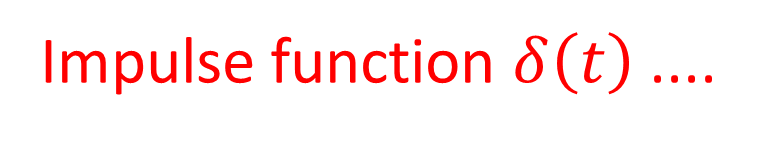 Impulse function 𝛿(𝑡) ....